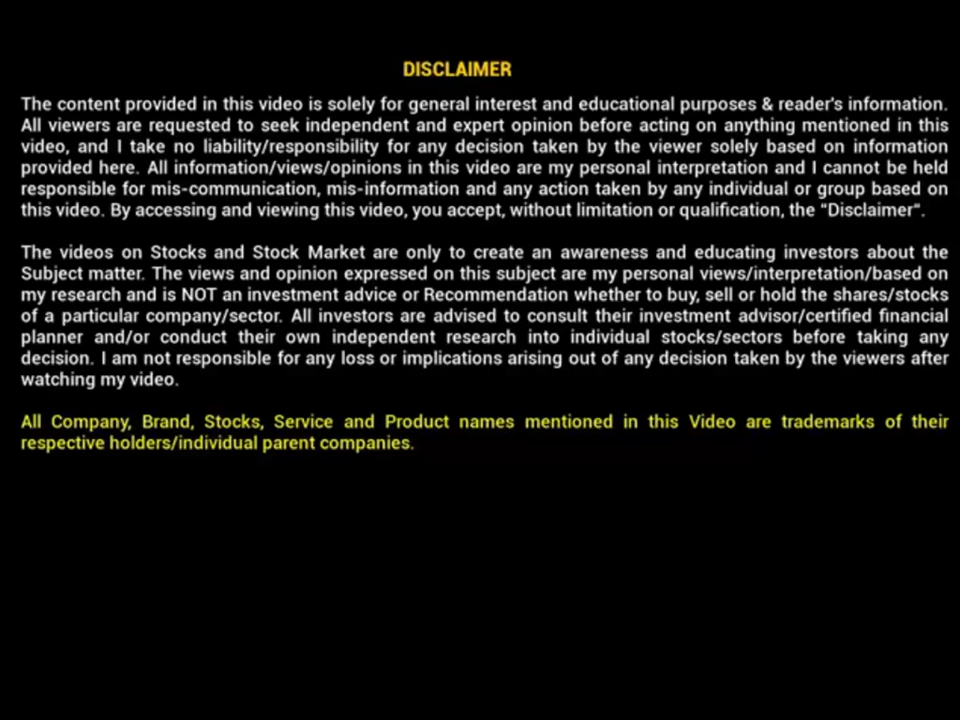 DISCLAIMER
The content provided in this video is solely for general interest and educational purposes & reader's information.
All viewers are requested to seek independent and expert opinion before acting on anything mentioned in this
video, and I take no liability/responsibility for any decision taken by the viewer solely based on information
provided here. All information/views/opinions in this video are my personal interpretation and I cannot be held
responsible for mis-communication, mis-information and any action taken by any individual or group based on
this video. By accessing and viewing this video, you accept, without limitation or qualification, the “Disclaimer“.
The videos on Stocks and Stock Market are only to create an awareness and educating investors about the
Subject matter. The views and opinion expressed on this subject are my personal views/interpretation/based on
my research and is NOT an investment advice or Recommendation whether to buy, sell or hold the shares/stocks
of a particular company/sector. All investors are advised to consult their investment advisor/certified financial
planner and/or conduct their own independent research into individual stocks/sectors before taking any
decision. I am not responsible for any loss or implications arising out of any decision taken by the viewers after
watching my video.
All Company, Brand, Stocks, Service and Product names mentioned in this Video are trademarks of their
respective holders/individual parent companies.